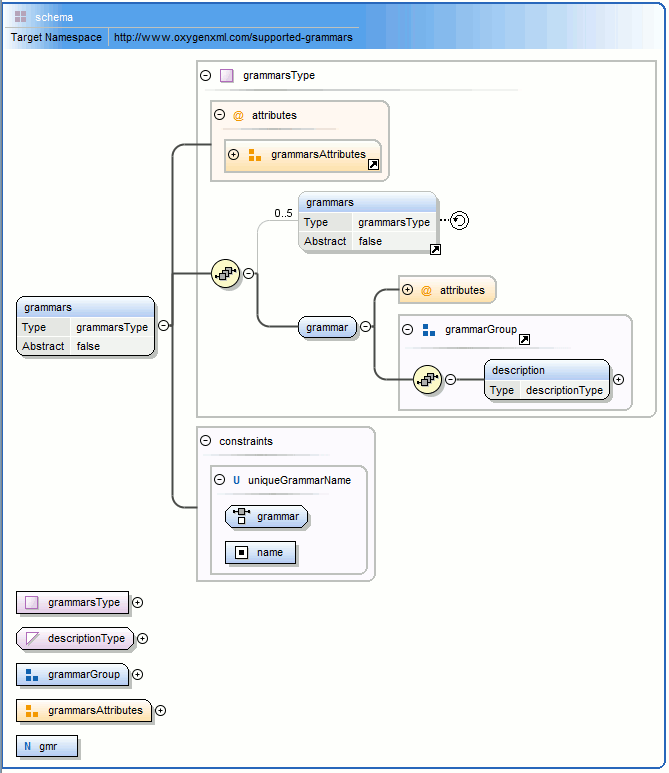 schema
Target Namespace http://www.oxygenxml.com/supported-grammars
grammarsType
@ attributes
grammarsAttributes
0..5
grammars
Type grammarsType
Abstract false
grammars
Type grammarsType
Abstract false
grammar
@ attributes
grammarGroup
description
Type descriptionType
constraints
U uniqueGrammarName
grammar
name
grammarsType
descriptionType
grammarGroup
grammarsAttributes
N gmr